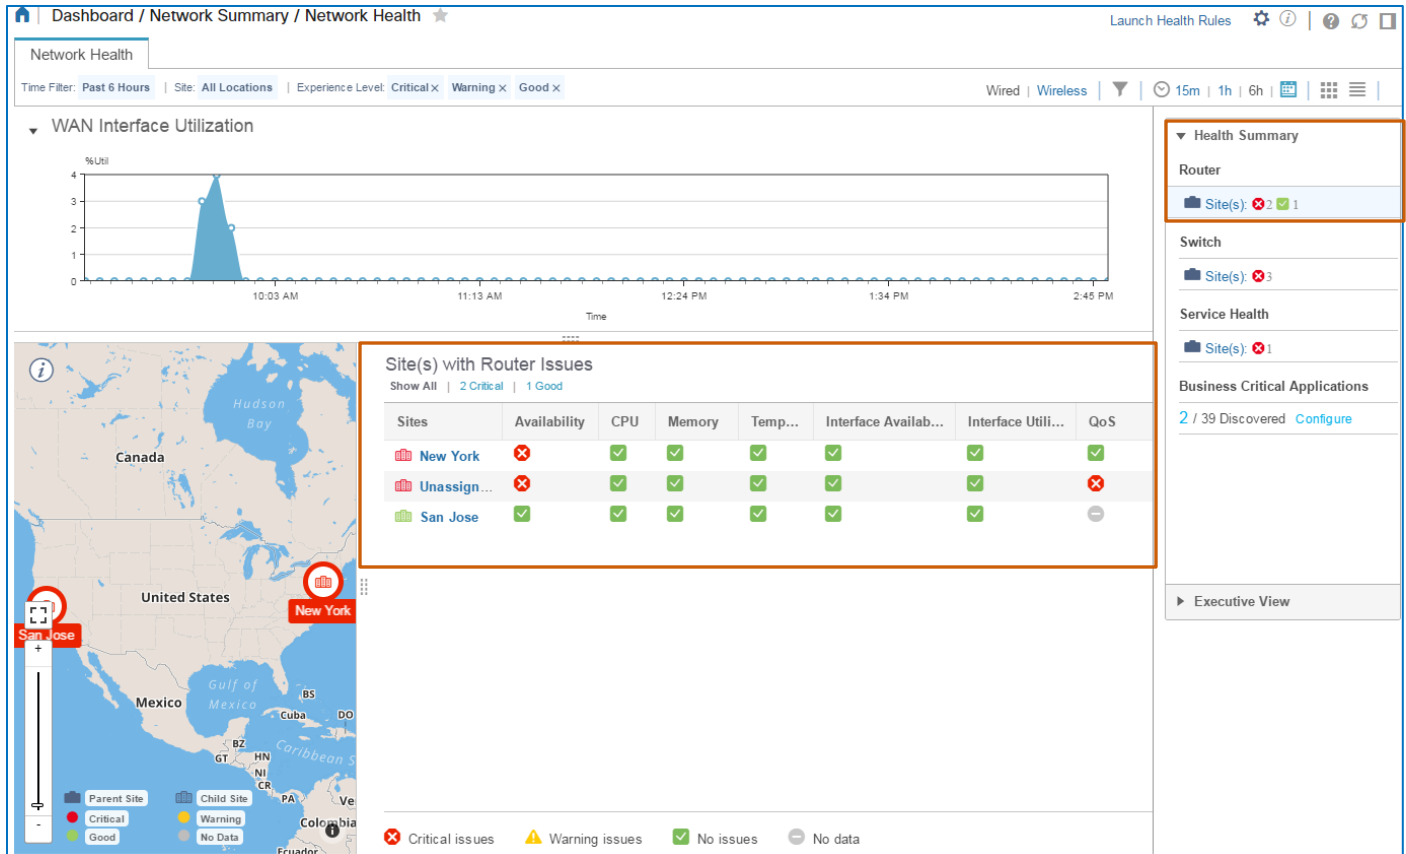 Dashboard / Network Summary / Network Health
Launch Health Rules
Network Health
Time Filter: Past 6 Hours | Site: All Locations | Experience Level: Critical × Warning × Good ×
Wired | Wireless | 15m | 1h | 6h
WAN Interface Utilization
%Util
4
3
2
1
0
10:03 AM 11:13 AM 12:24 PM 1:34 PM 2:45 PM
Time
Health Summary
Router
Site(s): 2 1
Switch
Site(s): 3
Service Health
Site(s): 1
Business Critical Applications
2 / 39 Discovered Configure
Executive View
Site(s) with Router Issues
Show All | 2 Critical | 1 Good
Sites Availability CPU Memory Temp... Interface Availab... Interface Utili... QoS
New York
Unassign...
San Jose
Critical issues Warning issues No issues No data
Hudson
Bay
Canada
United States
New York
San Jose
+
Gulf of
Mexico
Mexico
BS
Cuba
DO
BZ
GT
HN
Caribbean S
NI
CR
PA
Ve
Colombia
Ecuador
-
Parent Site Child Site
Critical Warning
Good No Data